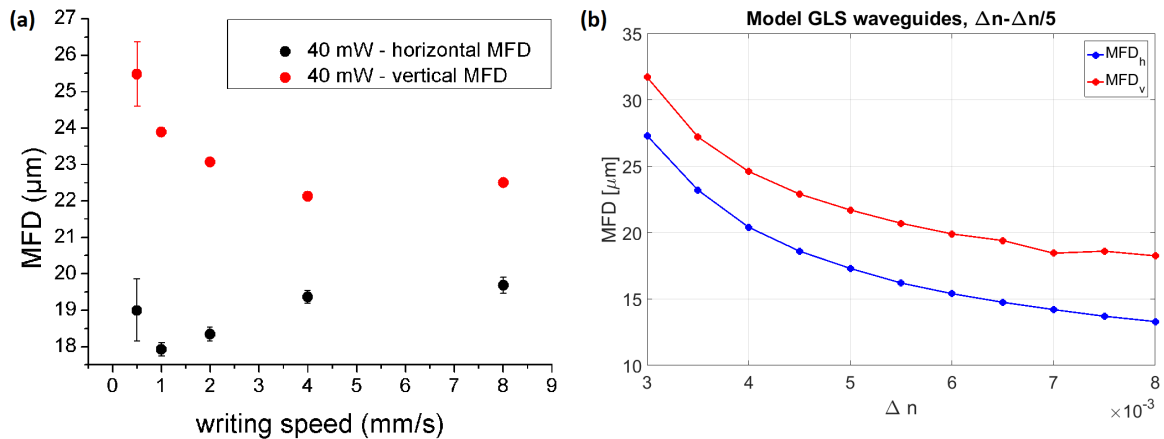 (a)
27
26
25
24
23
22
21
20
19
18
MFD (μm)
40 mW - horizontal MFD
40 mW - vertical MFD
0 1 2 3 4 5 6 7 8 9
writing speed (mm/s)
(b)
Model GLS waveguides, Δn-Δn/5
35
30
25
20
15
10
MFD [μm]
MFD_h
MFD_v
3 4 5 6 7 8
Δ n
×10⁻³